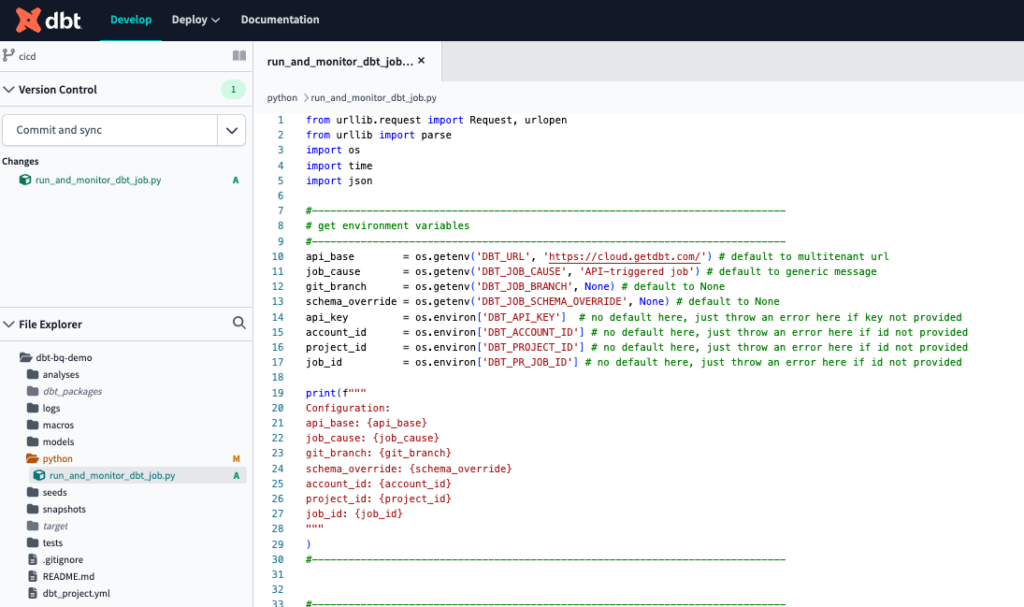 dbt
Develop
Deploy
Documentation
cicd
Version Control
1
Commit and sync
Changes
run_and_monitor_dbt_job.py A
File Explorer
dbt-bq-demo
analyses
dbt_packages
logs
macros
models
python M
run_and_monitor_dbt_job.py A
seeds
snapshots
target
tests
.gitignore
README.md
dbt_project.yml
run_and_monitor_dbt_job... ×
python > run_and_monitor_dbt_job.py
1 from urllib.request import Request, urlopen
2 from urllib import parse
3 import os
4 import time
5 import json
6
7 #------------------------------------------------------------------------------
8 # get environment variables
9 #------------------------------------------------------------------------------
10 api_base        = os.getenv('DBT_URL', 'https://cloud.getdbt.com/') # default to multitenant url
11 job_cause       = os.getenv('DBT_JOB_CAUSE', 'API-triggered job') # default to generic message
12 git_branch      = os.getenv('DBT_JOB_BRANCH', None) # default to None
13 schema_override = os.getenv('DBT_JOB_SCHEMA_OVERRIDE', None) # default to None
14 api_key         = os.environ['DBT_API_KEY']  # no default here, just throw an error here if key not provided
15 account_id      = os.environ['DBT_ACCOUNT_ID'] # no default here, just throw an error here if id not provided
16 project_id      = os.environ['DBT_PROJECT_ID'] # no default here, just throw an error here if id not provided
17 job_id          = os.environ['DBT_PR_JOB_ID'] # no default here, just throw an error here if id not provided
18
19 print(f"""
20 Configuration:
21 api_base: {api_base}
22 job_cause: {job_cause}
23 git_branch: {git_branch}
24 schema_override: {schema_override}
25 account_id: {account_id}
26 project_id: {project_id}
27 job_id: {job_id}
28 """
29 )
30 #------------------------------------------------------------------------------
31
32
33 #------------------------------------------------------------------------------